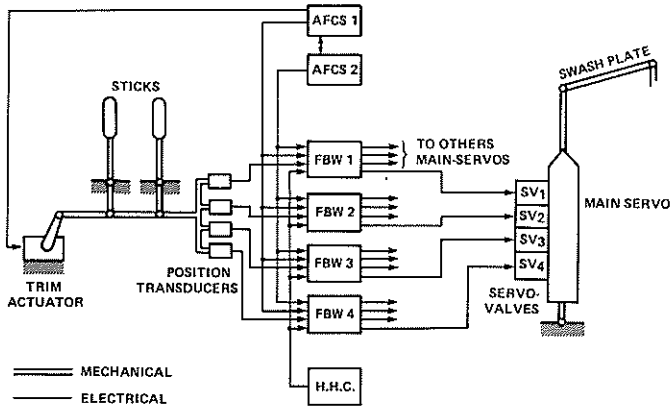 AFCS 1
AFCS 2
STICKS
SWASH PLATE
FBW 1
TO OTHERS
MAIN-SERVOS
FBW 2
FBW 3
FBW 4
SV1
SV2
SV3
SV4
MAIN SERVO
POSITION
TRANSDUCERS
TRIM
ACTUATOR
SERVO-
VALVES
MECHANICAL
ELECTRICAL
H.H.C.